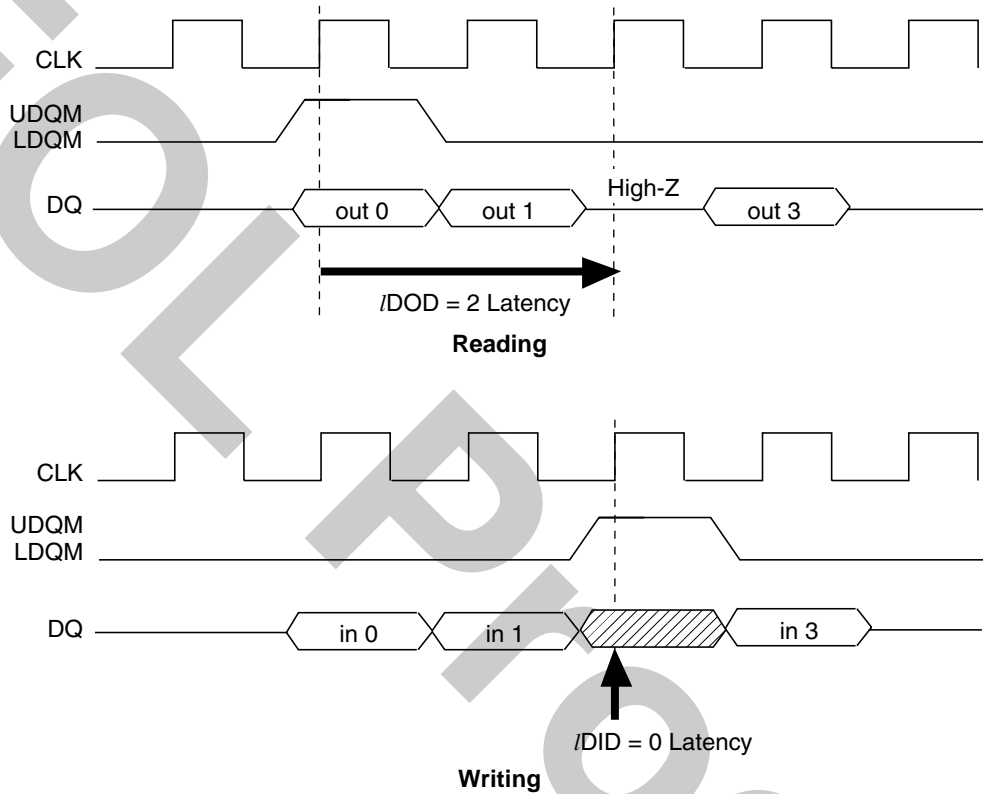 CLK
UDQM
LDQM
DQ
out 0
out 1
High-Z
out 3
lDOD = 2 Latency
Reading
CLK
UDQM
LDQM
DQ
in 0
in 1
in 3
lDID = 0 Latency
Writing